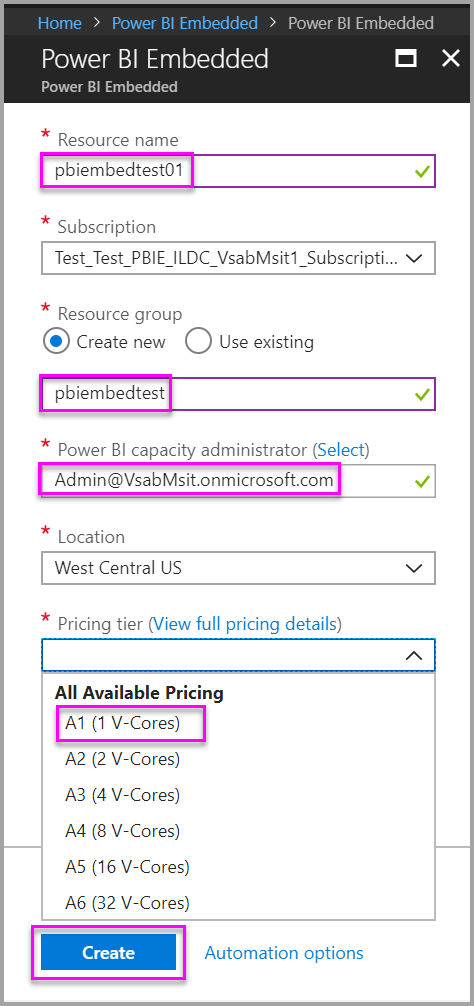 Home > Power BI Embedded > Power BI Embedded
Power BI Embedded
Power BI Embedded
* Resource name
pbiembedtest01
* Subscription
Test_Test_PBIE_ILDC_VsabMsit1_Subscripti...
* Resource group
Create new Use existing
pbiembedtest
* Power BI capacity administrator (Select)
Admin@VsabMsit.onmicrosoft.com
* Location
West Central US
* Pricing tier (View full pricing details)
All Available Pricing
A1 (1 V-Cores)
A2 (2 V-Cores)
A3 (4 V-Cores)
A4 (8 V-Cores)
A5 (16 V-Cores)
A6 (32 V-Cores)
Create Automation options